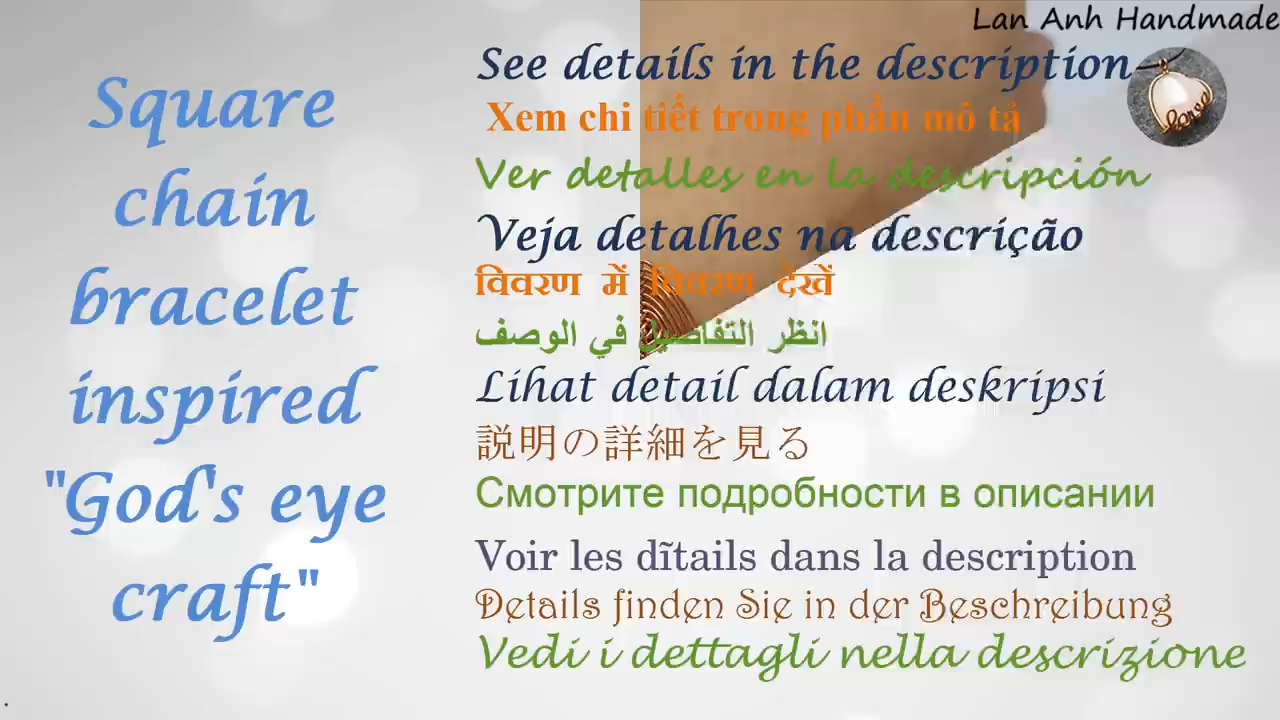 Lan Anh Handmade
Square
chain
bracelet
inspired
"God's eye
craft"
See details in the description
Xem chi tiết trong phần mô tả
Ver detalles en la descripción
Veja detalhes na descrição
विवरण में विवरण देखें
انظر التفاصيل في الوصف
Lihat detail dalam deskripsi
説明の詳細を見る
Смотрите подробности в описании
Voir les dĩtails dans la description
Details finden Sie in der Beschreibung
Vedi i dettagli nella descrizione
love